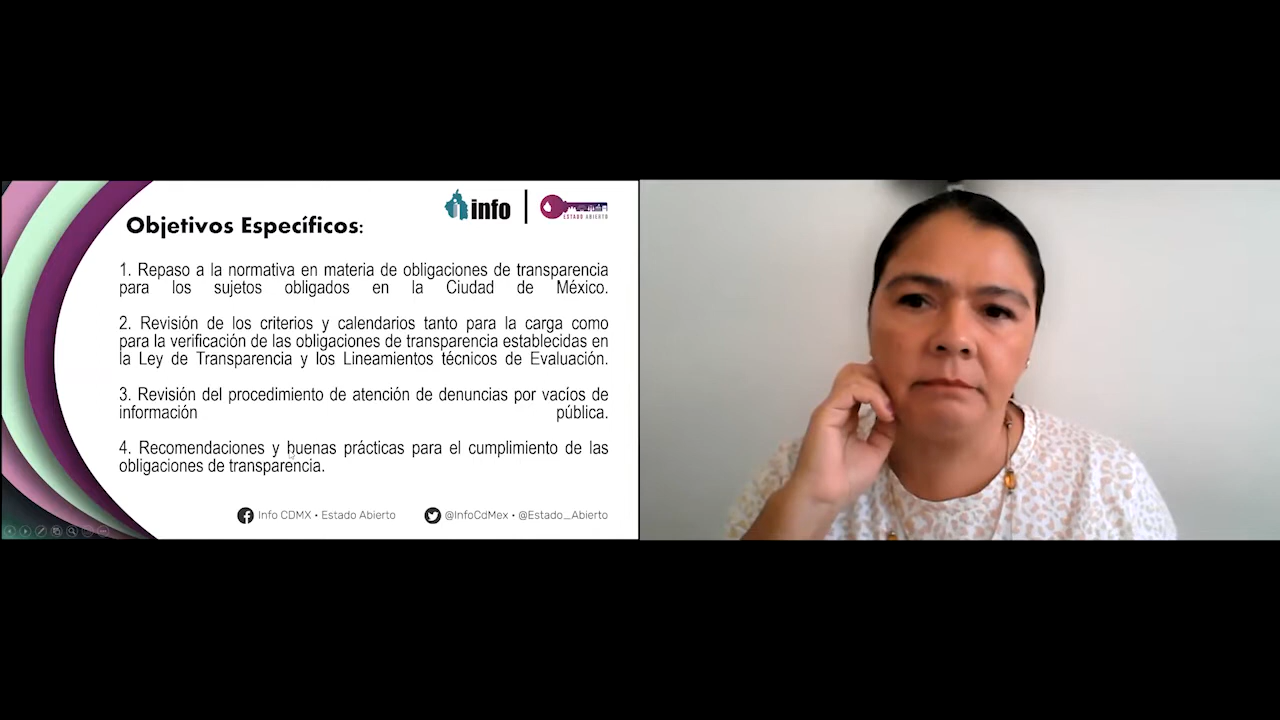 info
ESTADO ABIERTO
Objetivos Específicos:
1. Repaso a la normativa en materia de obligaciones de transparencia
para los sujetos obligados en la Ciudad de México.
2. Revisión de los criterios y calendarios tanto para la carga como
para la verificación de las obligaciones de transparencia establecidas en
la Ley de Transparencia y los Lineamientos técnicos de Evaluación.
3. Revisión del procedimiento de atención de denuncias por vacíos de
información pública.
4. Recomendaciones y buenas prácticas para el cumplimiento de las
obligaciones de transparencia.
Info CDMX • Estado Abierto
@InfoCdMex • @Estado_Abierto